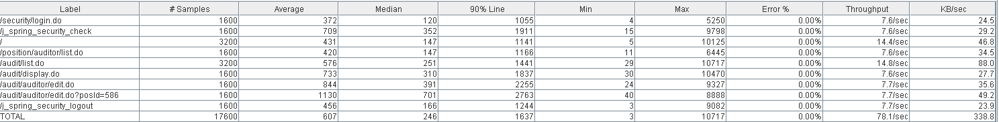 Label # Samples Average Median 90% Line Min Max Error % Throughput KB/sec
/security/login.do 1600 372 120 1055 4 5250 0.00% 7.6/sec 24.5
/j_spring_security_check 1600 709 352 1911 15 9798 0.00% 7.6/sec 29.2
/ 3200 431 147 1141 5 10125 0.00% 14.4/sec 46.8
/position/auditor/list.do 1600 420 147 1166 11 6445 0.00% 7.6/sec 34.5
/audit/list.do 3200 576 251 1441 29 10717 0.00% 14.8/sec 88.0
/audit/display.do 1600 733 310 1837 30 10470 0.00% 7.6/sec 27.7
/audit/auditor/edit.do 1600 844 391 2255 24 9327 0.00% 7.7/sec 35.6
/audit/auditor/edit.do?posId=586 1600 1130 701 2763 40 8888 0.00% 7.7/sec 49.2
/j_spring_security_logout 1600 456 166 1244 3 9082 0.00% 7.7/sec 23.9
TOTAL 17600 607 246 1637 3 10717 0.00% 78.1/sec 338.8